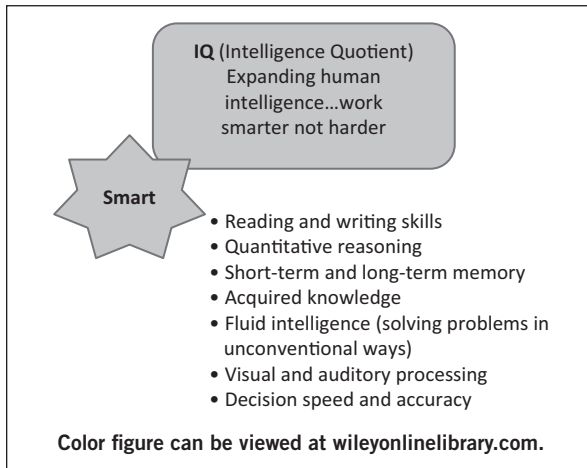 IQ (Intelligence Quotient)
Expanding human
intelligence...work
smarter not harder
Smart
• Reading and writing skills
• Quantitative reasoning
• Short-term and long-term memory
• Acquired knowledge
• Fluid intelligence (solving problems in
unconventional ways)
• Visual and auditory processing
• Decision speed and accuracy
Color figure can be viewed at wileyonlinelibrary.com.